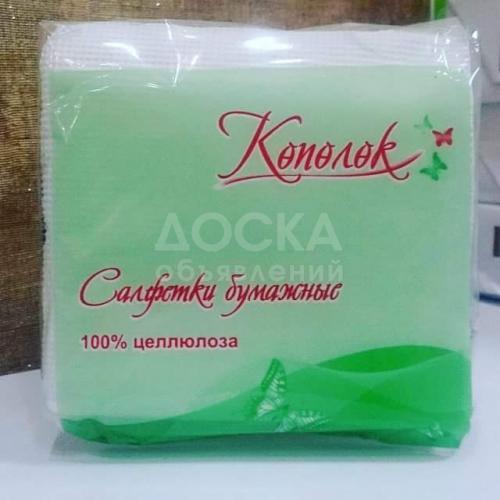 Көпөлөк
ДОСКА
объявлений
Салфетки бумажные
100% целлюлоза